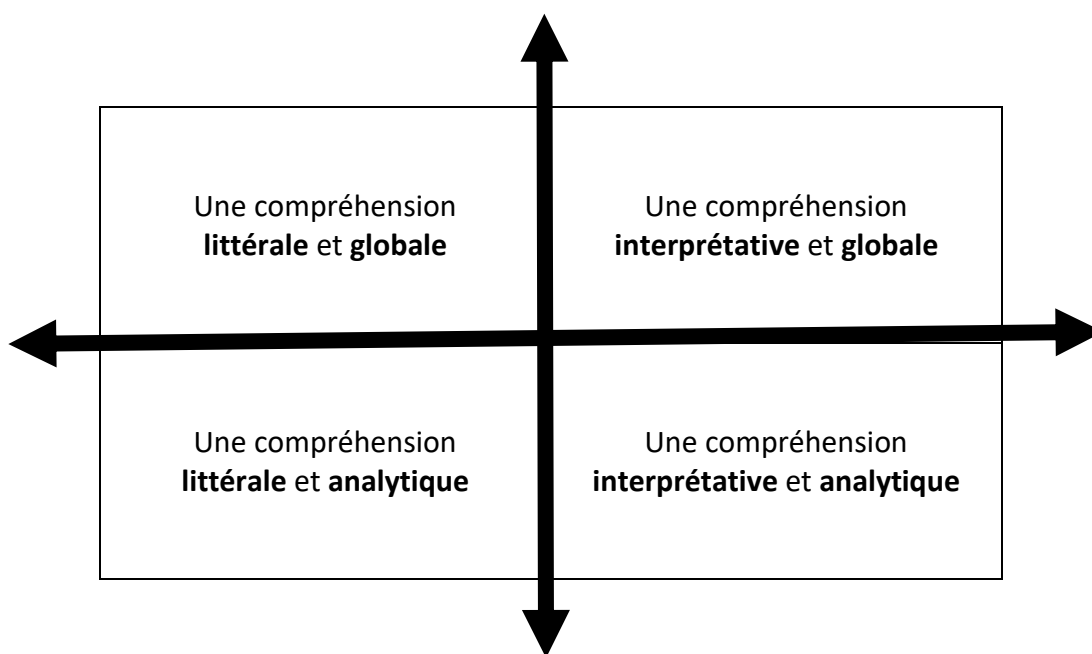 Une compréhension
littérale et globale
Une compréhension
interprétative et globale
Une compréhension
littérale et analytique
Une compréhension
interprétative et analytique